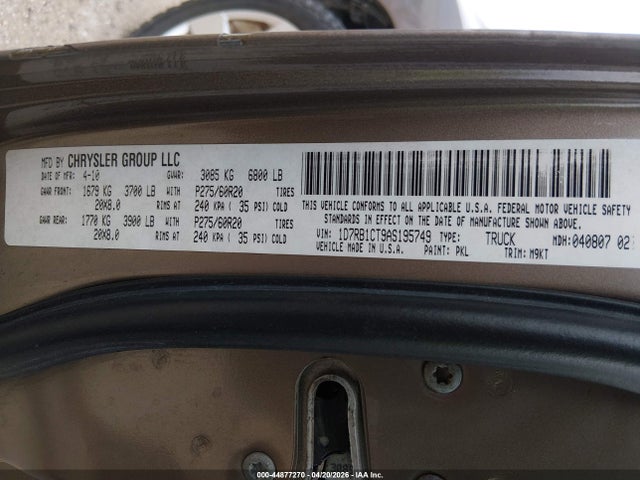 MFD BY CHRYSLER GROUP LLC
DATE OF MFR: 4-10 GVWR: 3085 KG 6800 LB
GAWR FRONT: 1679 KG 3700 LB WITH P275/60R20 TIRES
20X8.0 RIMS AT 240 KPA ( 35 PSI) COLD
GAWR REAR: 1770 KG 3900 LB WITH P275/60R20 TIRES
20X8.0 RIMS AT 240 KPA ( 35 PSI) COLD
THIS VEHICLE CONFORMS TO ALL APPLICABLE U.S.A. FEDERAL MOTOR VEHICLE SAFETY
STANDARDS IN EFFECT ON THE DATE OF MANUFACTURE SHOWN ABOVE.
VIN: 1D7RB1CT9AS195749 TYPE: TRUCK MDH: 040807 02
VEHICLE MADE IN U.S.A. PAINT: PKL TRIM: M9KT
000-44877270 - 04/20/2026 - IAA Inc.